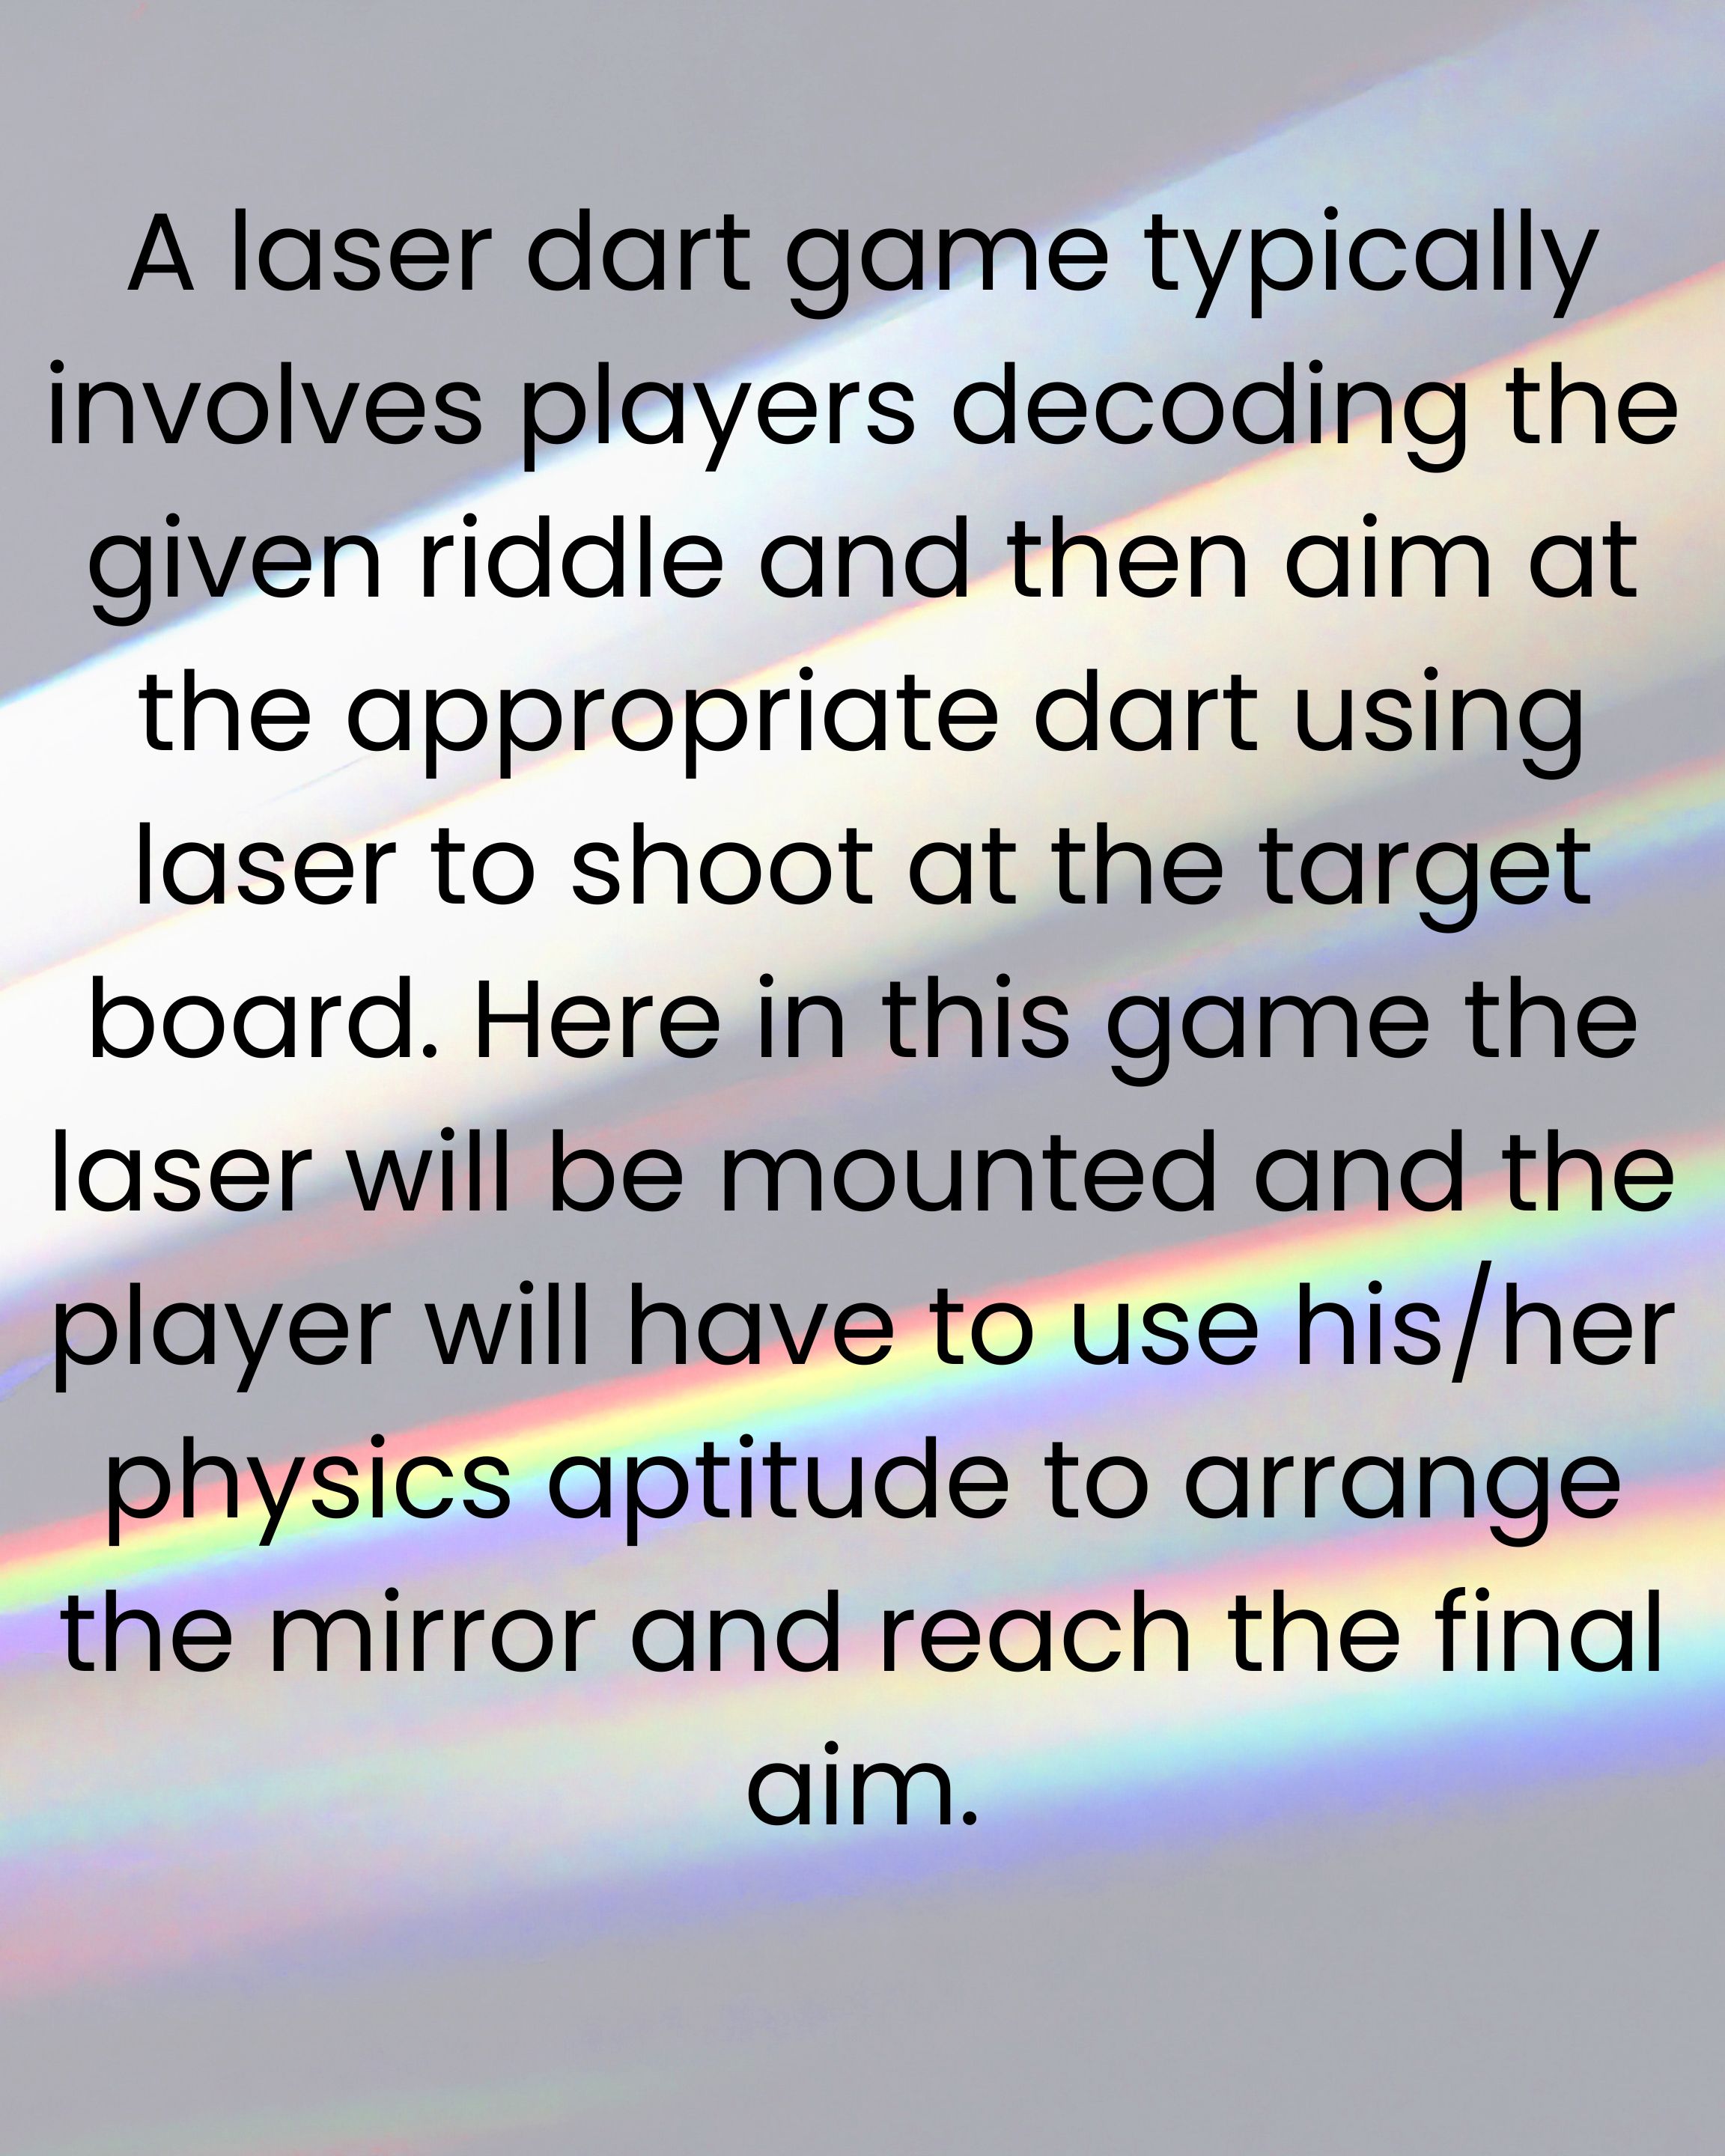 A laser dart game typically
involves players decoding the
given riddle and then aim at
the appropriate dart using
laser to shoot at the target
board. Here in this game the
laser will be mounted and the
player will have to use his/her
physics aptitude to arrange
the mirror and reach the final
aim.